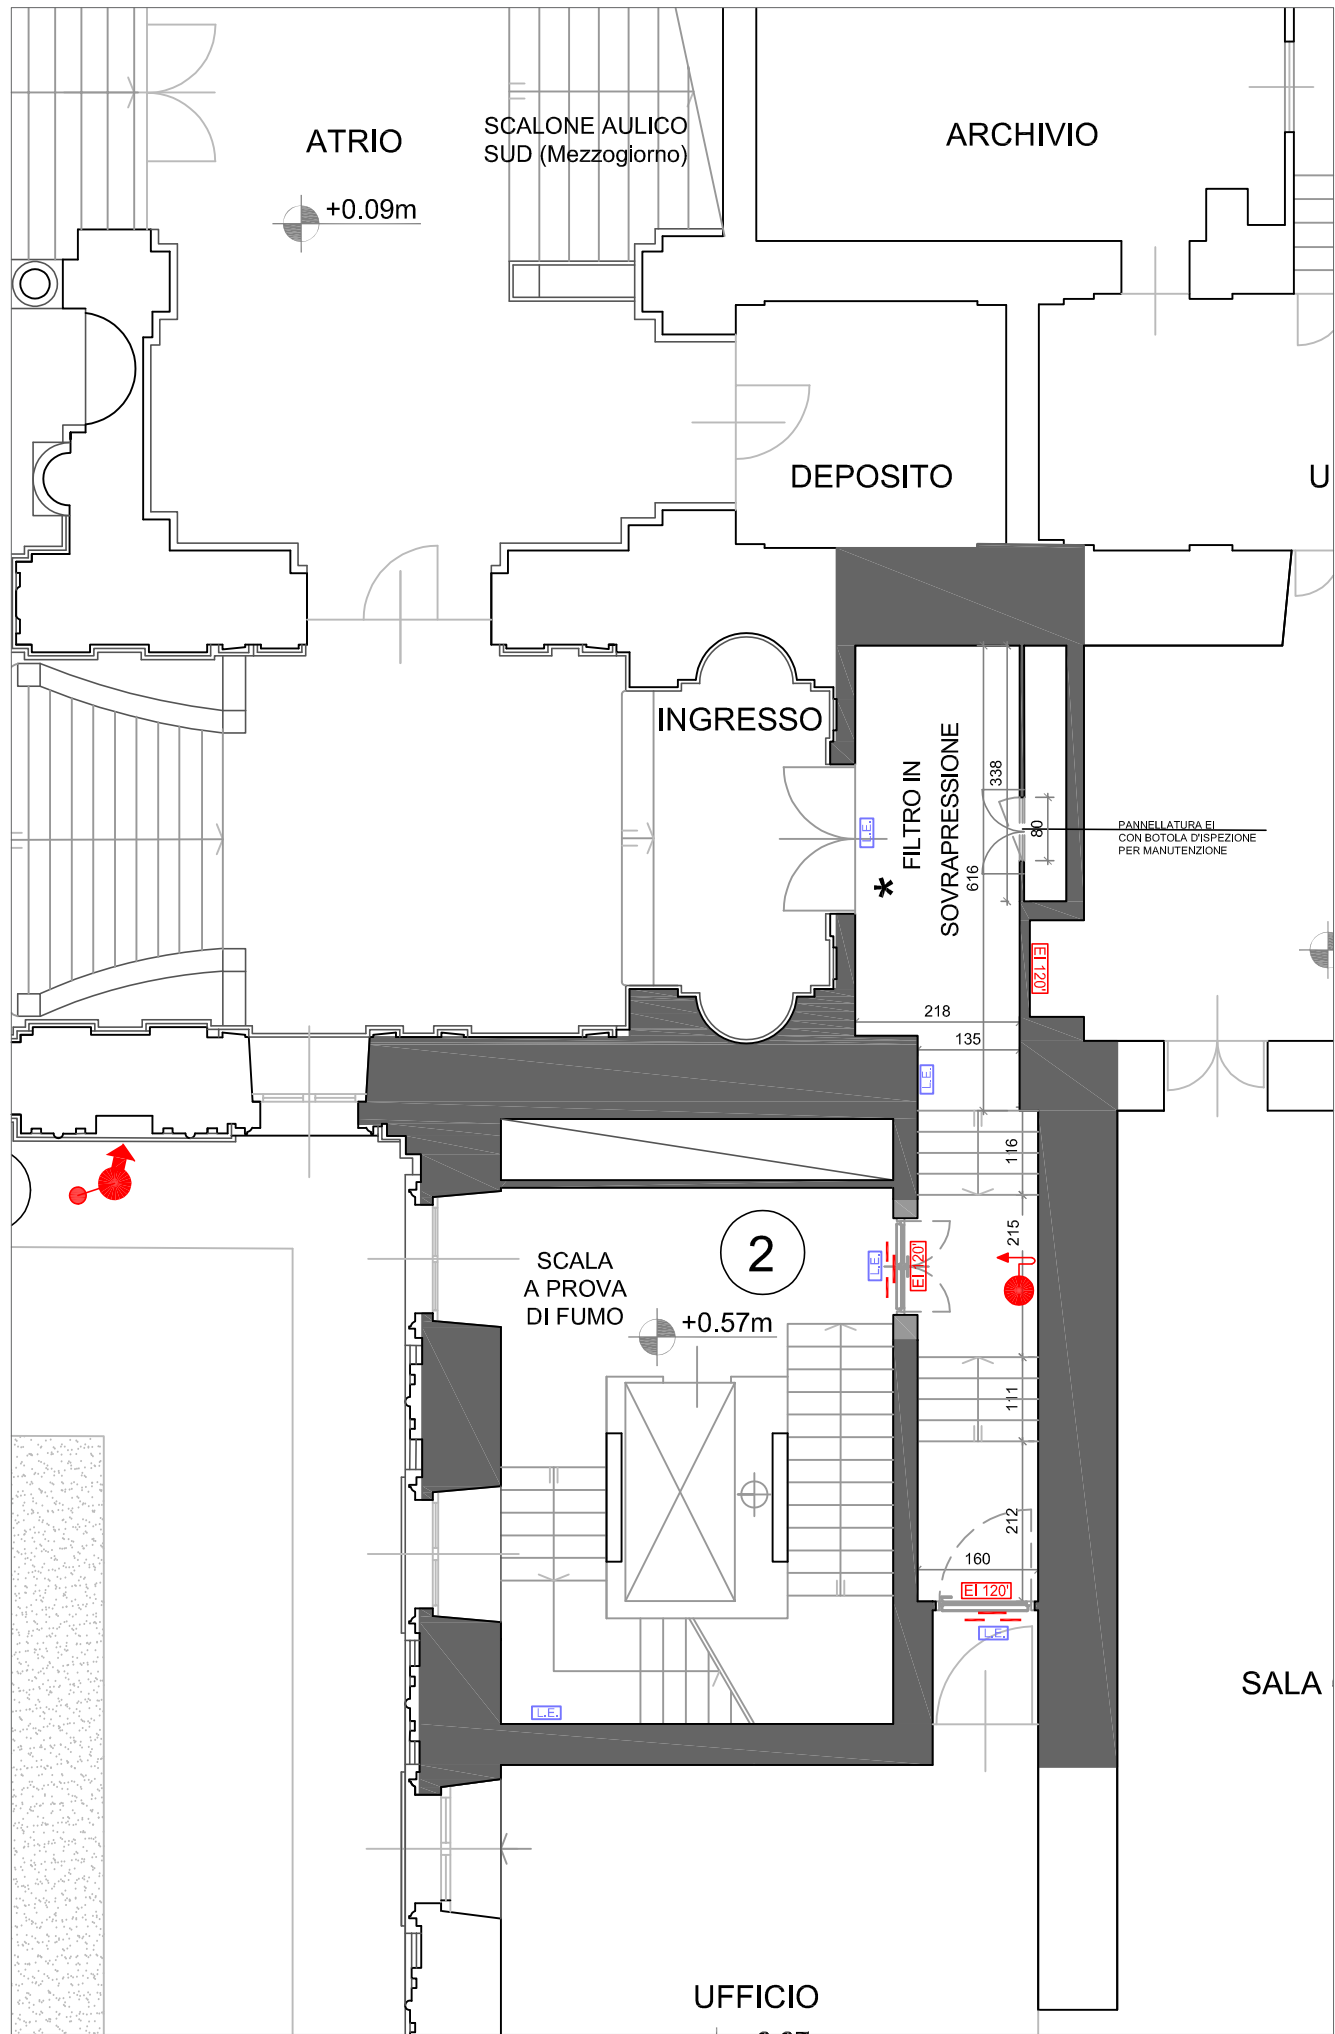 ATRIO
SCALONE AULICO
SUD (Mezzogiorno)
ARCHIVIO
+0.09m
DEPOSITO
U
INGRESSO
FILTRO IN
SOVRAPRESSIONE
*
338
80
616
L.E.
PANNELLATURA EI
CON BOTOLA D'ISPEZIONE
PER MANUTENZIONE
EI 120'
218
135
L.E.
116
2
SCALA
A PROVA
DI FUMO
+0.57m
L.E.
EI 120'
215
111
212
160
EI 120'
L.E.
L.E.
SALA
UFFICIO